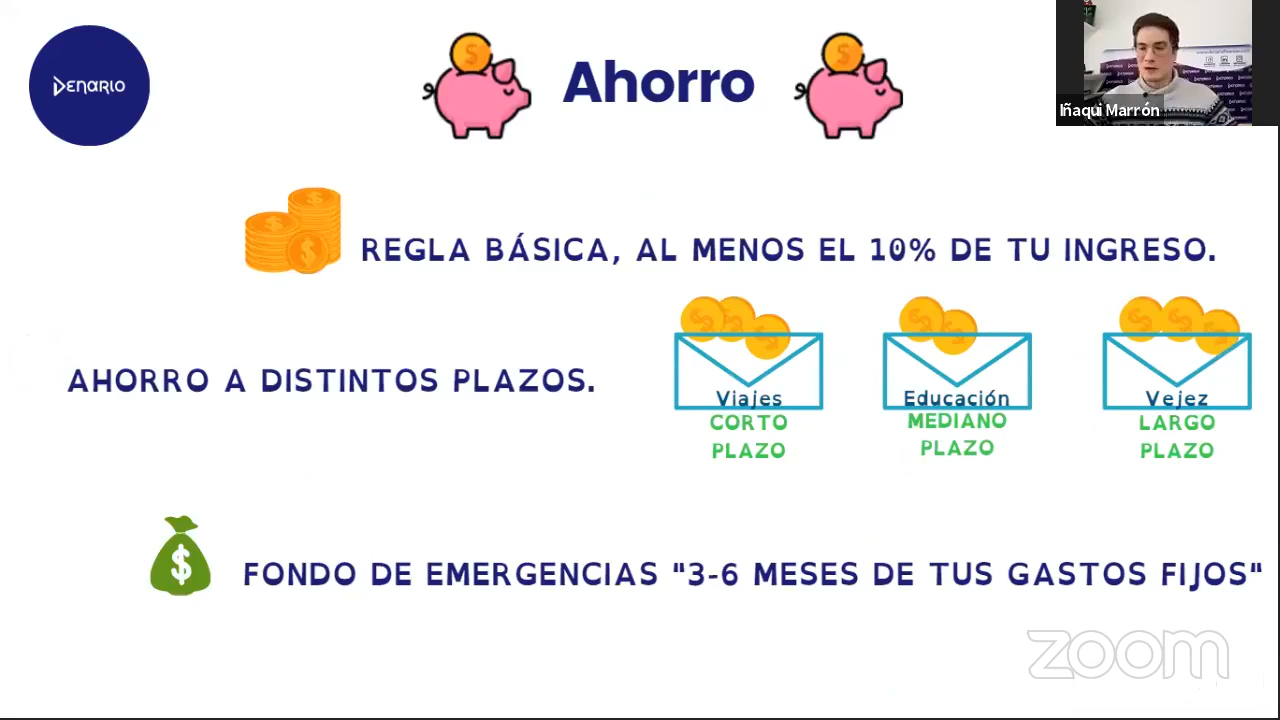 DENARIO
Ahorro
Iñaqui Marrón
REGLA BÁSICA, AL MENOS EL 10% DE TU INGRESO.
AHORRO A DISTINTOS PLAZOS.
Viajes
CORTO
PLAZO
Educación
MEDIANO
PLAZO
Vejez
LARGO
PLAZO
FONDO DE EMERGENCIAS "3-6 MESES DE TUS GASTOS FIJOS"
zoom